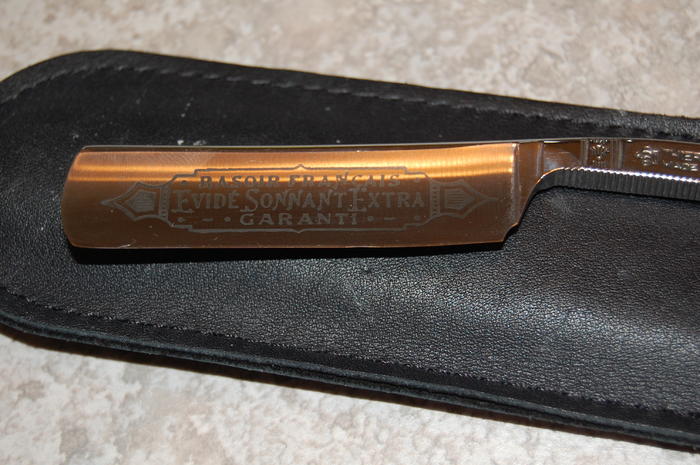 RASOIR FRANÇAIS
EVIDÉ SONNANT EXTRA
GARANTI